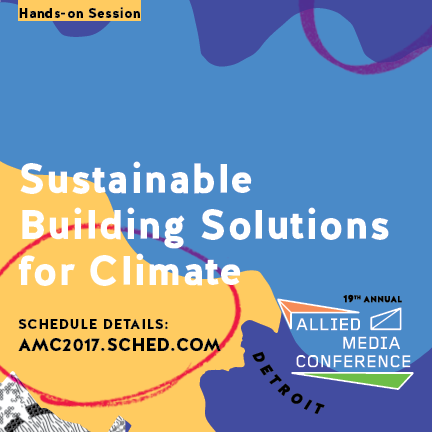 Hands-on Session
Sustainable
Building Solutions
for Climate
SCHEDULE DETAILS:
AMC2017.SCHED.COM
19TH ANNUAL
ALLIED
MEDIA
CONFERENCE
DETROIT